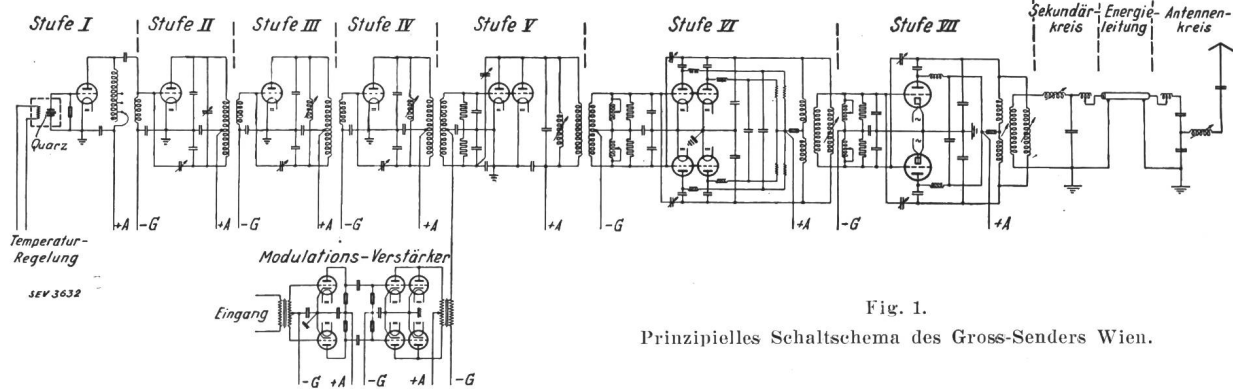 Stufe I
Stufe II
Stufe III
Stufe IV
Stufe V
Stufe VI
Stufe VII
Sekundär-
kreis
Energie-
leitung
Antennen-
kreis
Quarz
+A
-G
+A
-G
+A
-G
+A
-G
+A
-G
+A
-G
+A
Temperatur-
Regelung
SEV 3632
Modulations-Verstärker
Eingang
-G
+A
-G
+A
-G
Fig. 1.
Prinzipielles Schaltschema des Gross-Senders Wien.